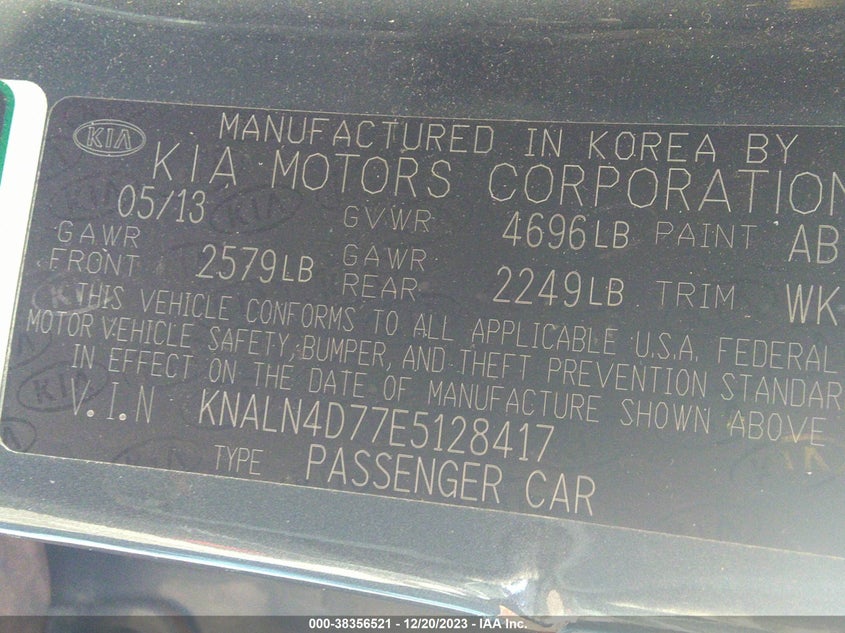 KIA
MANUFACTURED IN KOREA BY
KIA MOTORS CORPORATION
05/13 GVWR 4696LB PAINT AB
GAWR FRONT 2579LB GAWR REAR 2249LB TRIM WK
THIS VEHICLE CONFORMS TO ALL APPLICABLE U.S.A. FEDERAL
MOTOR VEHICLE SAFETY, BUMPER, AND THEFT PREVENTION STANDAR
IN EFFECT ON THE DATE OF MANUFACTURE SHOWN ABOVE
V.I.N KNALN4D77E5128417
TYPE PASSENGER CAR
000-38356521 - 12/20/2023 - © IAA Inc.